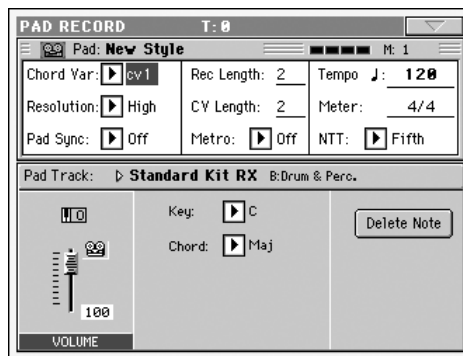 PAD RECORD T: 0
Pad: New Style M: 1
Chord Var: cv1 Rec Length: 2 Tempo ♩: 120
Resolution: High CV Length: 2 Meter: 4/4
Pad Sync: Off Metro: Off NTT: Fifth
Pad Track: Standard Kit RX B:Drum & Perc.
Key: C
Chord: Maj
Delete Note
100
VOLUME